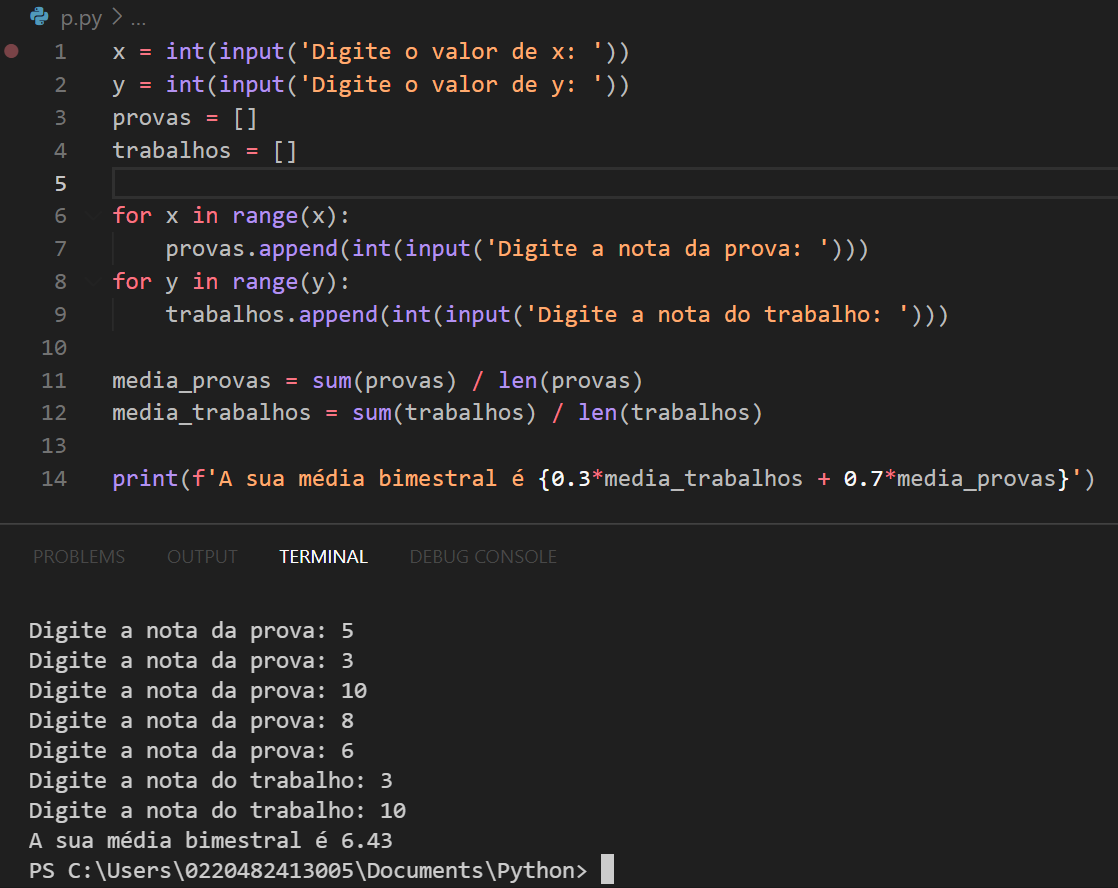 p.py > ...
1 x = int(input('Digite o valor de x: '))
2 y = int(input('Digite o valor de y: '))
3 provas = []
4 trabalhos = []
5
6 for x in range(x):
7     provas.append(int(input('Digite a nota da prova: ')))
8 for y in range(y):
9     trabalhos.append(int(input('Digite a nota do trabalho: ')))
10
11 media_provas = sum(provas) / len(provas)
12 media_trabalhos = sum(trabalhos) / len(trabalhos)
13
14 print(f'A sua média bimestral é {0.3*media_trabalhos + 0.7*media_provas}')
PROBLEMS OUTPUT TERMINAL DEBUG CONSOLE
Digite a nota da prova: 5
Digite a nota da prova: 3
Digite a nota da prova: 10
Digite a nota da prova: 8
Digite a nota da prova: 6
Digite a nota do trabalho: 3
Digite a nota do trabalho: 10
A sua média bimestral é 6.43
PS C:\Users\0220482413005\Documents\Python>